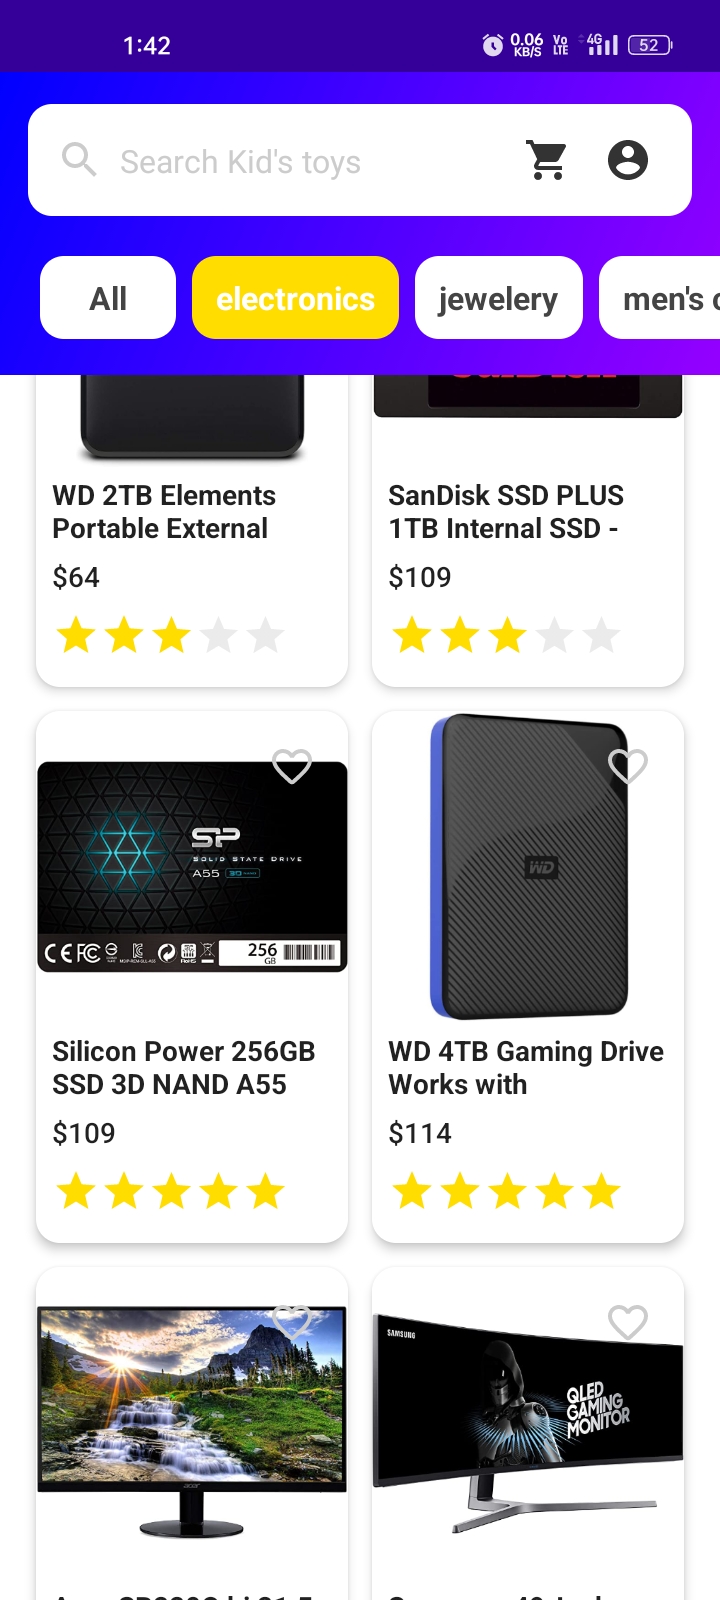 1:42
0.06 KB/S
Vo LTE
4G
52
Search Kid's toys
All
electronics
jewelery
men's
WD 2TB Elements
Portable External
$64
SanDisk SSD PLUS
1TB Internal SSD -
$109
SP
SOLID STATE DRIVE
A55
256
GB
Silicon Power 256GB
SSD 3D NAND A55
$109
WD
WD 4TB Gaming Drive
Works with
$114
acer
SAMSUNG
QLED
GAMING
MONITOR